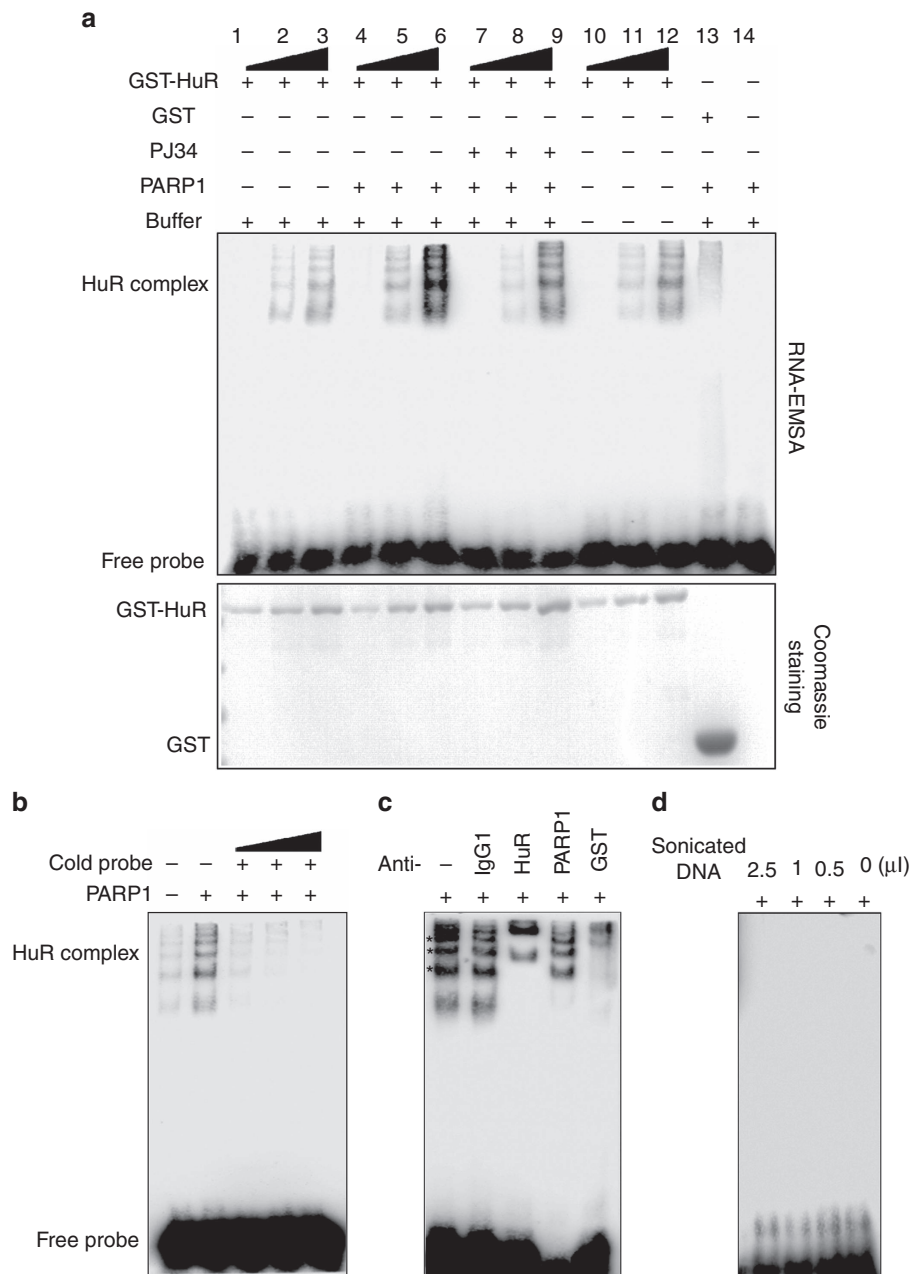 a
1 2 3 4 5 6 7 8 9 10 11 12 13 14
GST-HuR + + + + + + + + + + + + – –
GST – – – – – – – – – – – – + –
PJ34 – – – – – – + + + – – – – –
PARP1 – – – + + + + + + – – – + +
Buffer + + + + + + + + + – – – + +
HuR complex
RNA-EMSA
Free probe
GST-HuR
Coomassie
staining
GST
b
Cold probe – – + + +
PARP1 – + + + +
HuR complex
Free probe
c
Anti- – IgG1 HuR PARP1 GST
+ + + + +
*
*
*
d
Sonicated
DNA 2.5 1 0.5 0 (μl)
+ + + +